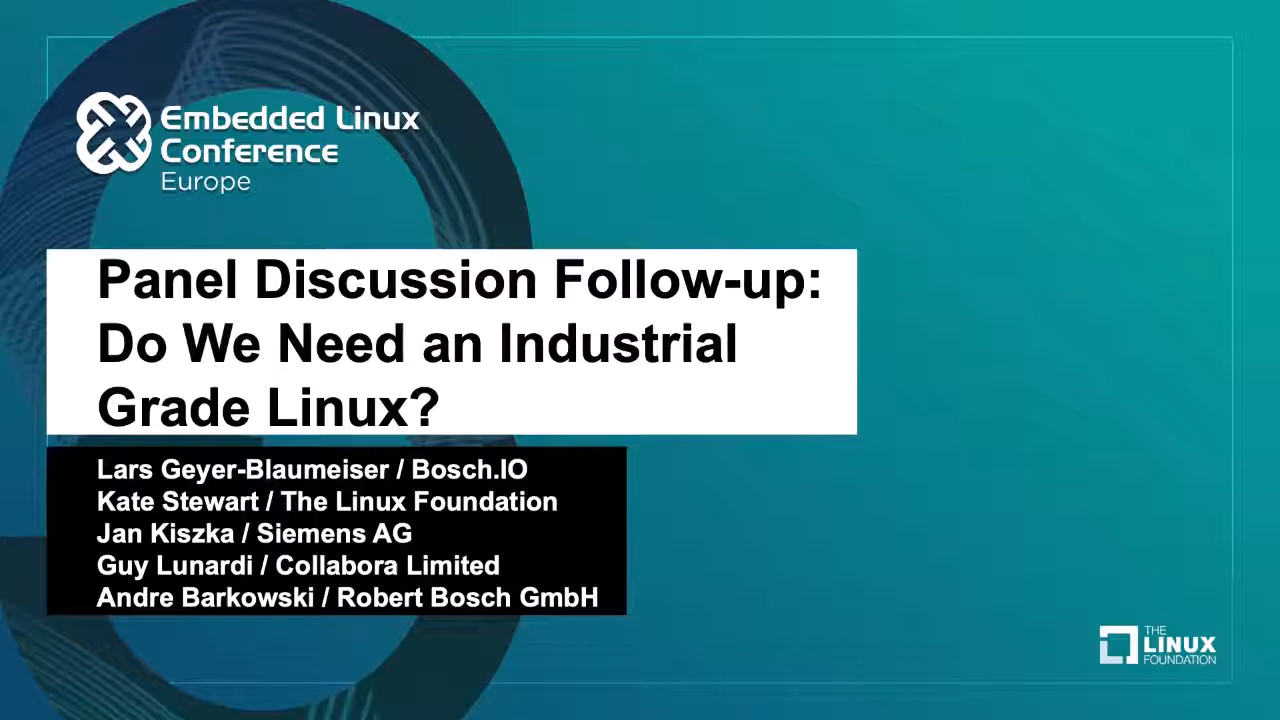 Embedded Linux
Conference
Europe
Panel Discussion Follow-up:
Do We Need an Industrial
Grade Linux?
Lars Geyer-Blaumeiser / Bosch.IO
Kate Stewart / The Linux Foundation
Jan Kiszka / Siemens AG
Guy Lunardi / Collabora Limited
Andre Barkowski / Robert Bosch GmbH
THE
LINUX
FOUNDATION